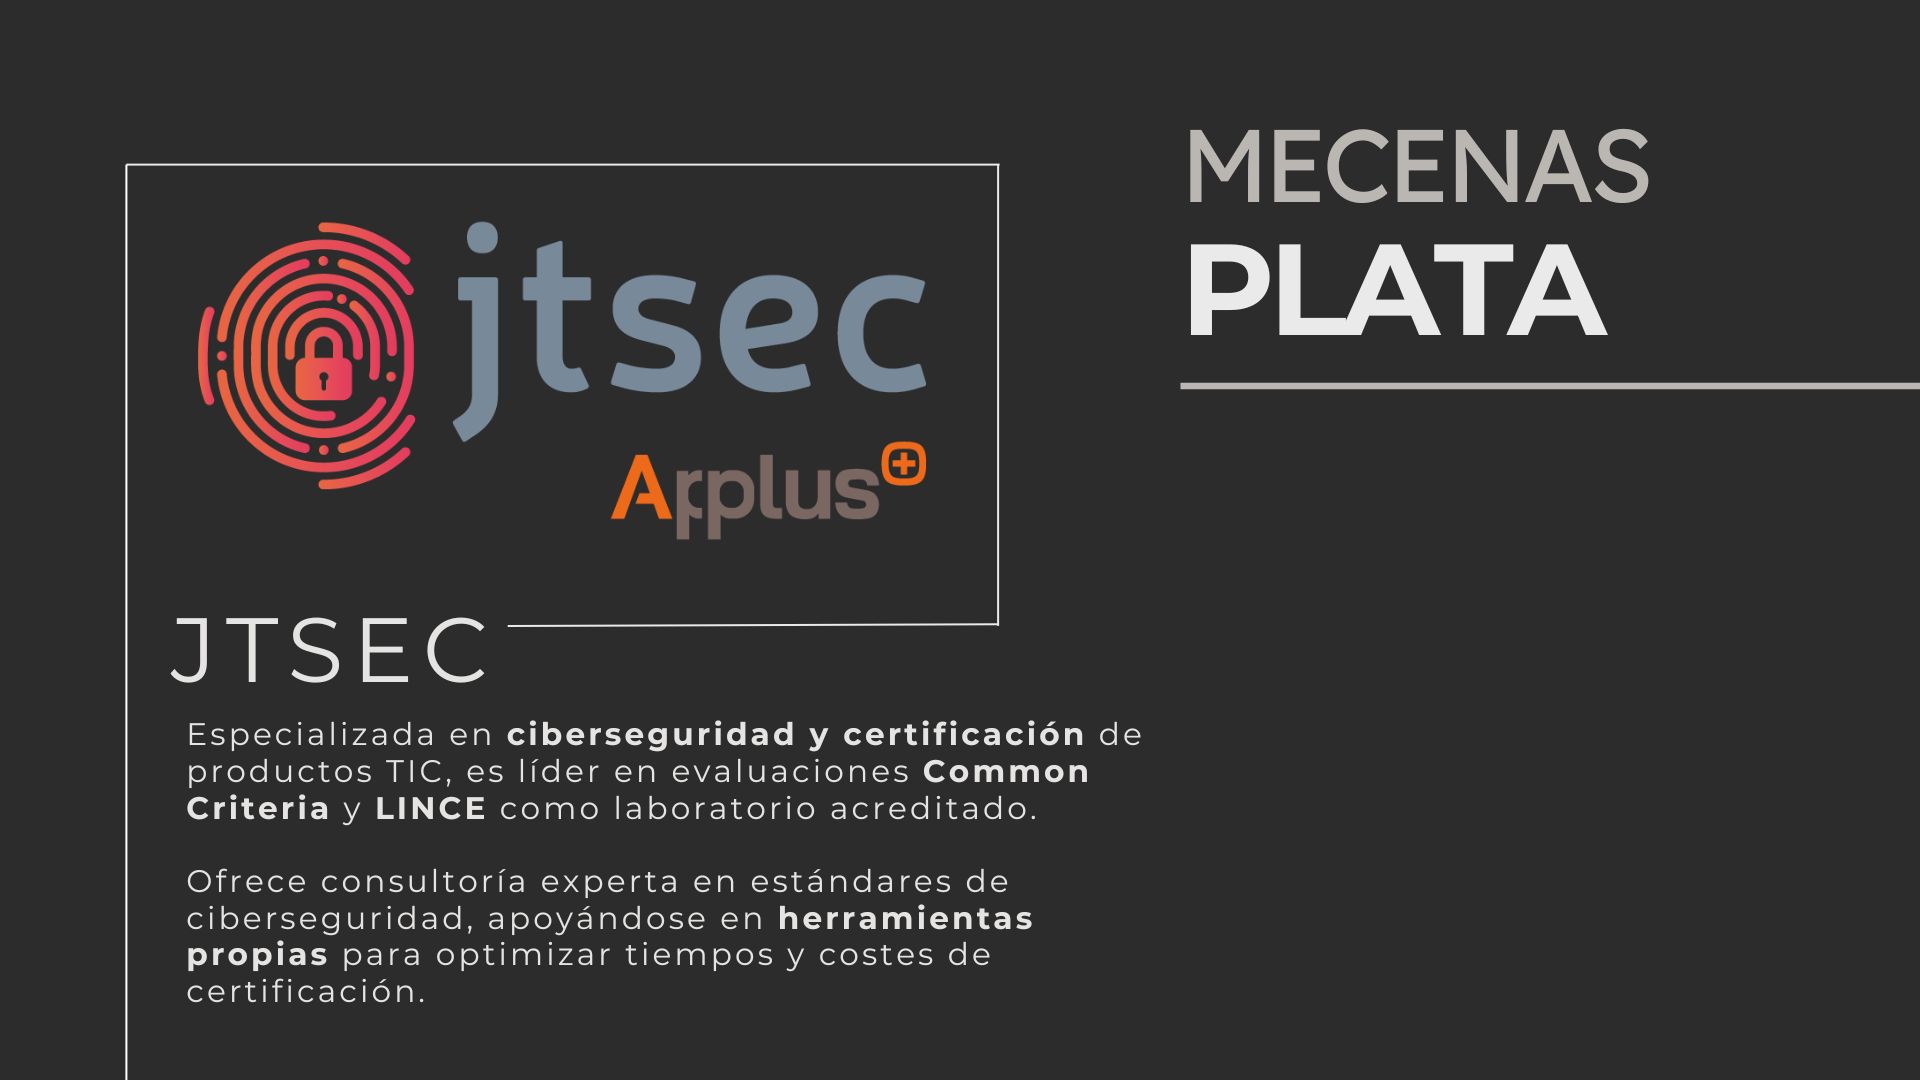 MECENAS
PLATA
jtsec
Applus+
JTSEC
Especializada en ciberseguridad y certificación de
productos TIC, es líder en evaluaciones Common
Criteria y LINCE como laboratorio acreditado.
Ofrece consultoría experta en estándares de
ciberseguridad, apoyándose en herramientas
propias para optimizar tiempos y costes de
certificación.